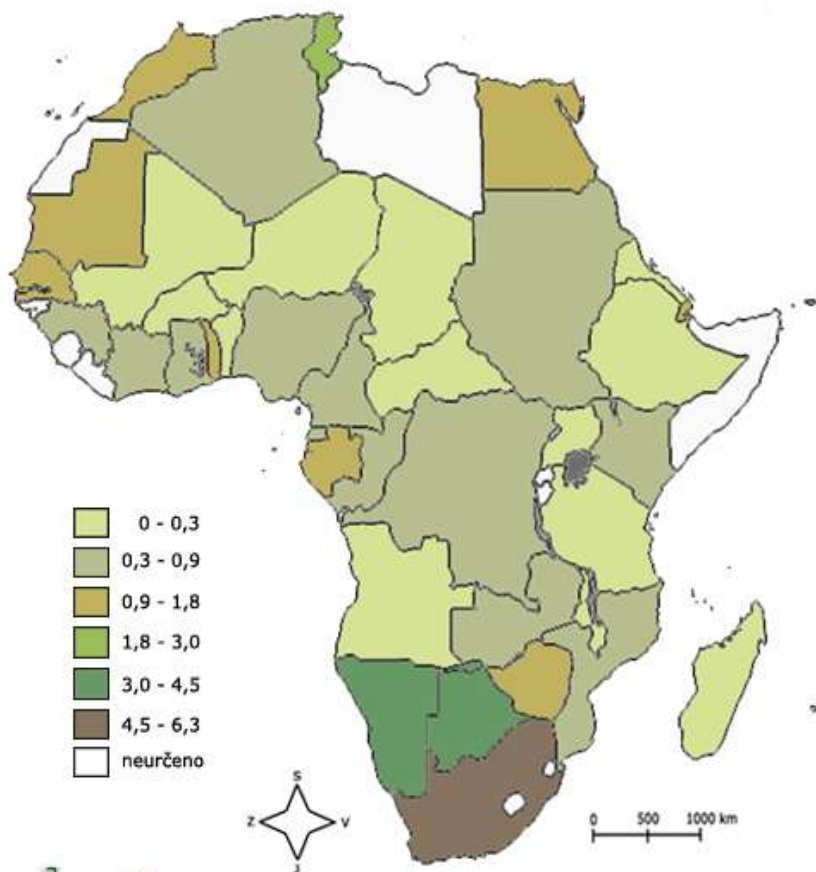 0 - 0,3
0,3 - 0,9
0,9 - 1,8
1,8 - 3,0
3,0 - 4,5
4,5 - 6,3
neurčeno
S
Z V
J
0 500 1000 km